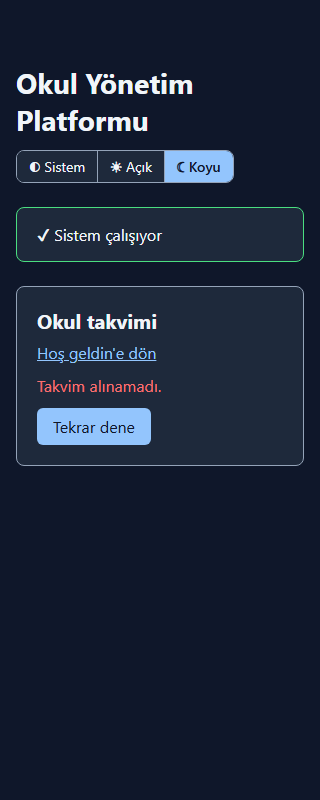 Okul Yönetim
Platformu
◐ Sistem ☀ Açık ☾ Koyu
✓ Sistem çalışıyor
Okul takvimi
Hoş geldin'e dön
Takvim alınamadı.
Tekrar dene